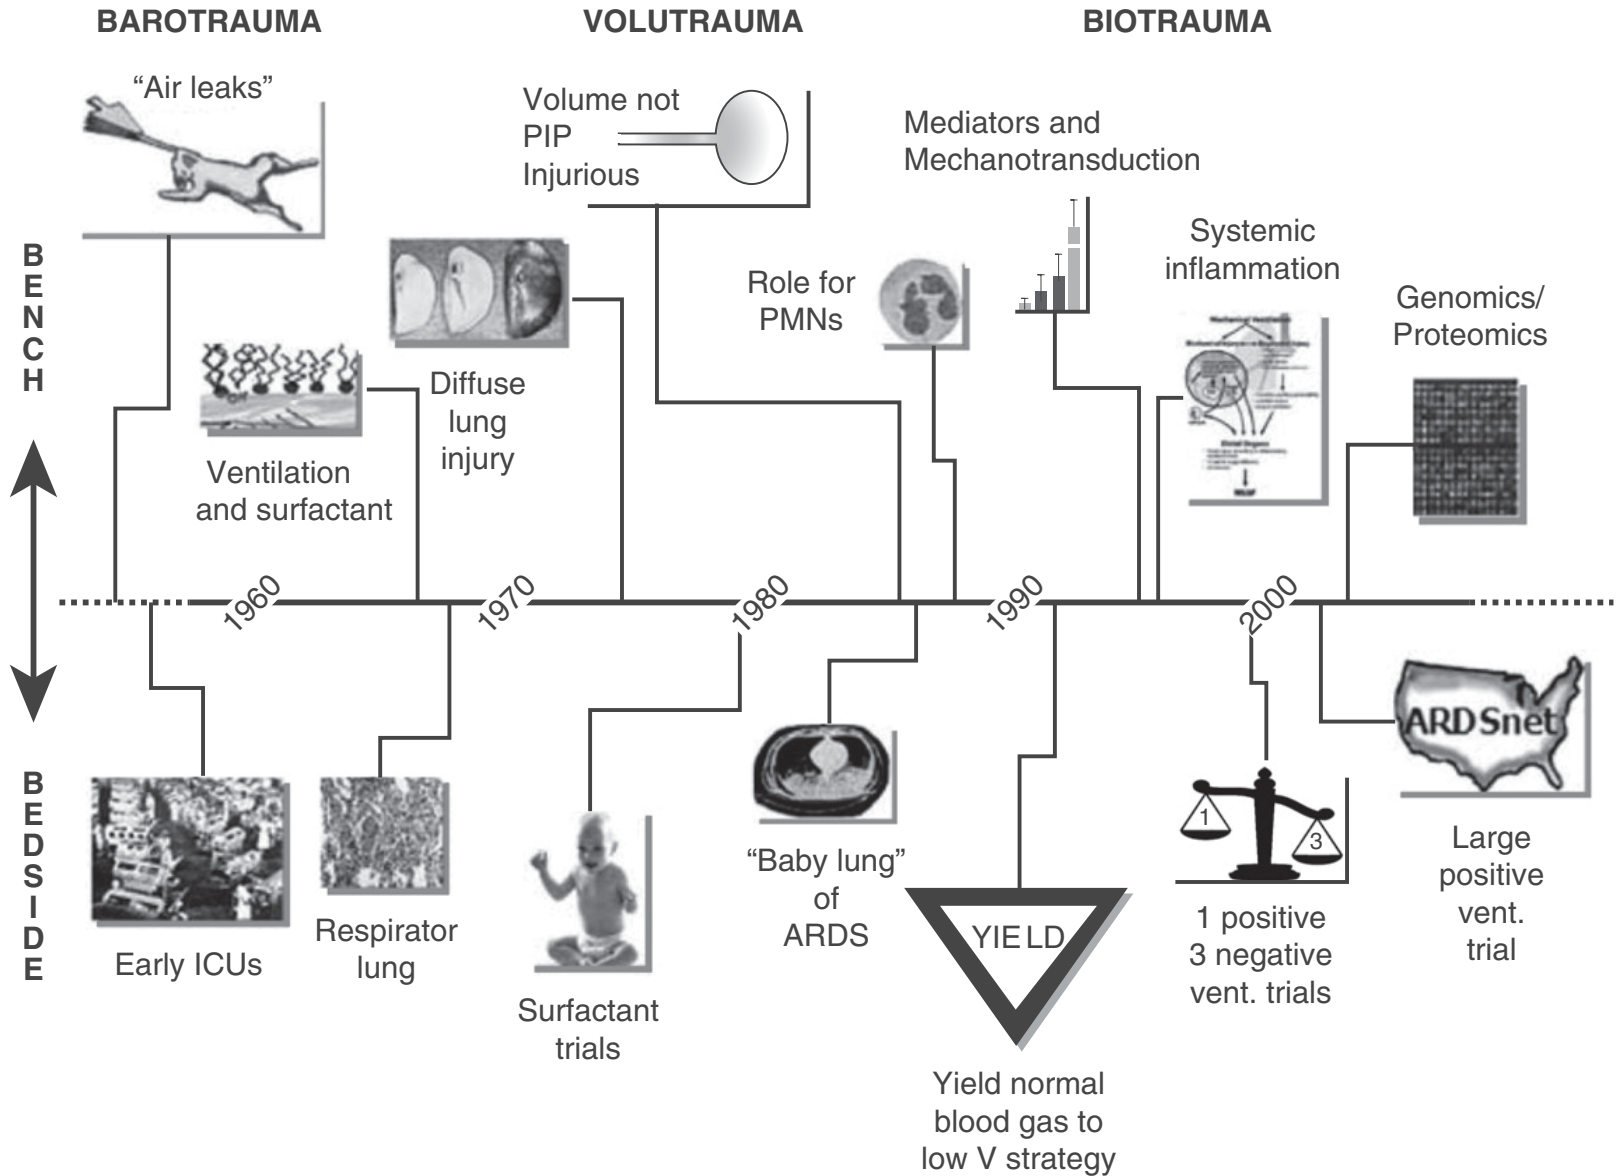 BAROTRAUMA
VOLUTRAUMA
BIOTRAUMA
“Air leaks”
Volume not
PIP
Injurious
Mediators and
Mechanotransduction
Systemic
inflammation
Role for
PMNs
Genomics/
Proteomics
BENCH
Diffuse
lung
injury
Ventilation
and surfactant
1960
1970
1980
1990
2000
BEDSIDE
Early ICUs
Respirator
lung
Surfactant
trials
“Baby lung”
of
ARDS
YIELD
Yield normal
blood gas to
low V strategy
1
3
1 positive
3 negative
vent. trials
ARDSnet
Large
positive
vent.
trial